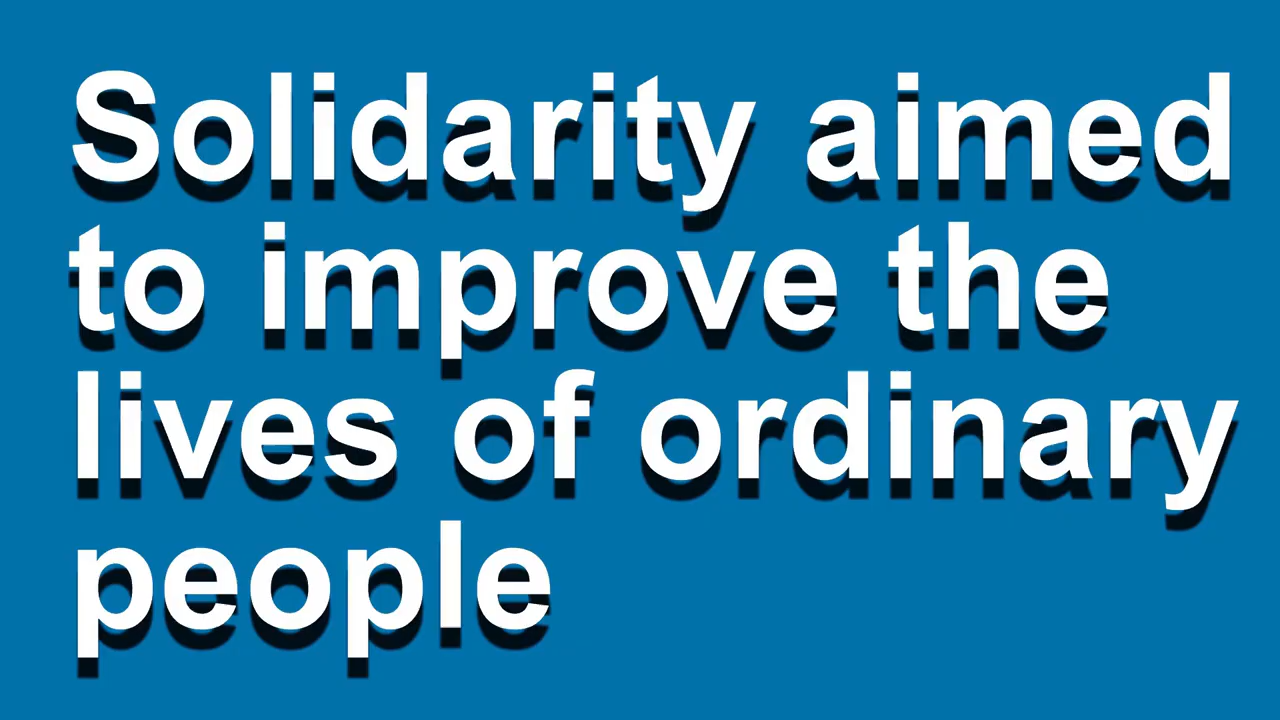 Solidarity aimed
to improve the
lives of ordinary
people